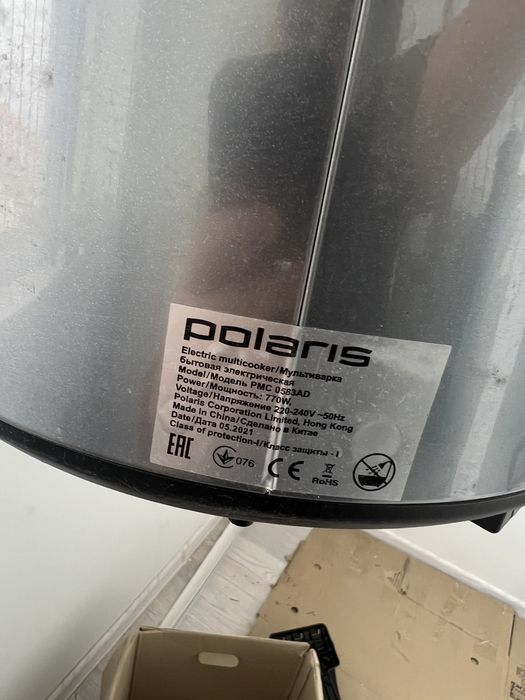 polaris
Electric multicooker/Мультиварка
бытовая электрическая
Model/Модель PMC 0583AD
Power/Мощность: 770W,
Voltage/Напряжение 220-240V ~50Hz
Polaris Corporation Limited, Hong Kong
Made in China/Сделано в Китае
Date/Дата 05.2021
Class of protection-I/Класс защиты - I
EAC 076 CE RoHS